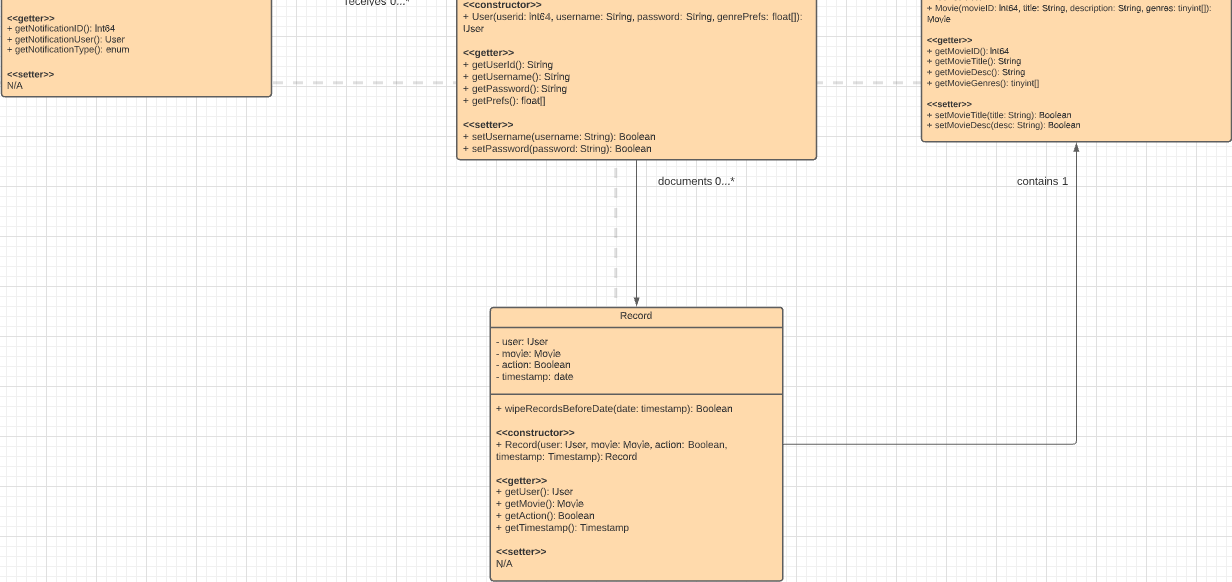 receives 0...*
<<getter>>
+ getNotificationID(): Int64
+ getNotificationUser(): User
+ getNotificationType(): enum
<<setter>>
N/A
<<constructor>>
+ User(userid: int64, username: String, password: String, genrePrefs: float[]):
User
<<getter>>
+ getUserId(): String
+ getUsername(): String
+ getPassword(): String
+ getPrefs(): float[]
<<setter>>
+ setUsername(username: String): Boolean
+ setPassword(password: String): Boolean
+ Movie(movieID: Int64, title: String, description: String, genres: tinyint[]):
Movie
<<getter>>
+ getMovieID(): Int64
+ getMovieTitle(): String
+ getMovieDesc(): String
+ getMovieGenres(): tinyint[]
<<setter>>
+ setMovieTitle(title: String): Boolean
+ setMovieDesc(desc: String): Boolean
documents 0...*
contains 1
Record
- user: User
- movie: Movie
- action: Boolean
- timestamp: date
+ wipeRecordsBeforeDate(date: timestamp): Boolean
<<constructor>>
+ Record(user: User, movie: Movie, action: Boolean,
timestamp: Timestamp): Record
<<getter>>
+ getUser(): User
+ getMovie(): Movie
+ getAction(): Boolean
+ getTimestamp(): Timestamp
<<setter>>
N/A